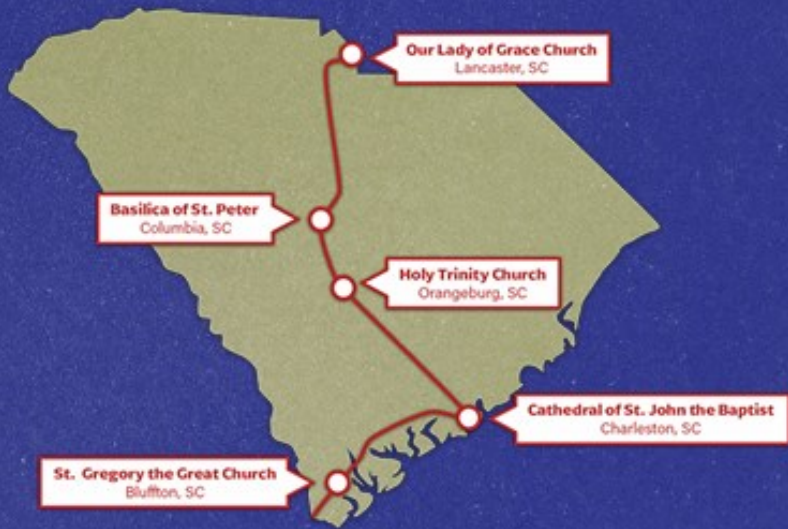 Our Lady of Grace Church
Lancaster, SC
Basilica of St. Peter
Columbia, SC
Holy Trinity Church
Orangeburg, SC
Cathedral of St. John the Baptist
Charleston, SC
St. Gregory the Great Church
Bluffton, SC